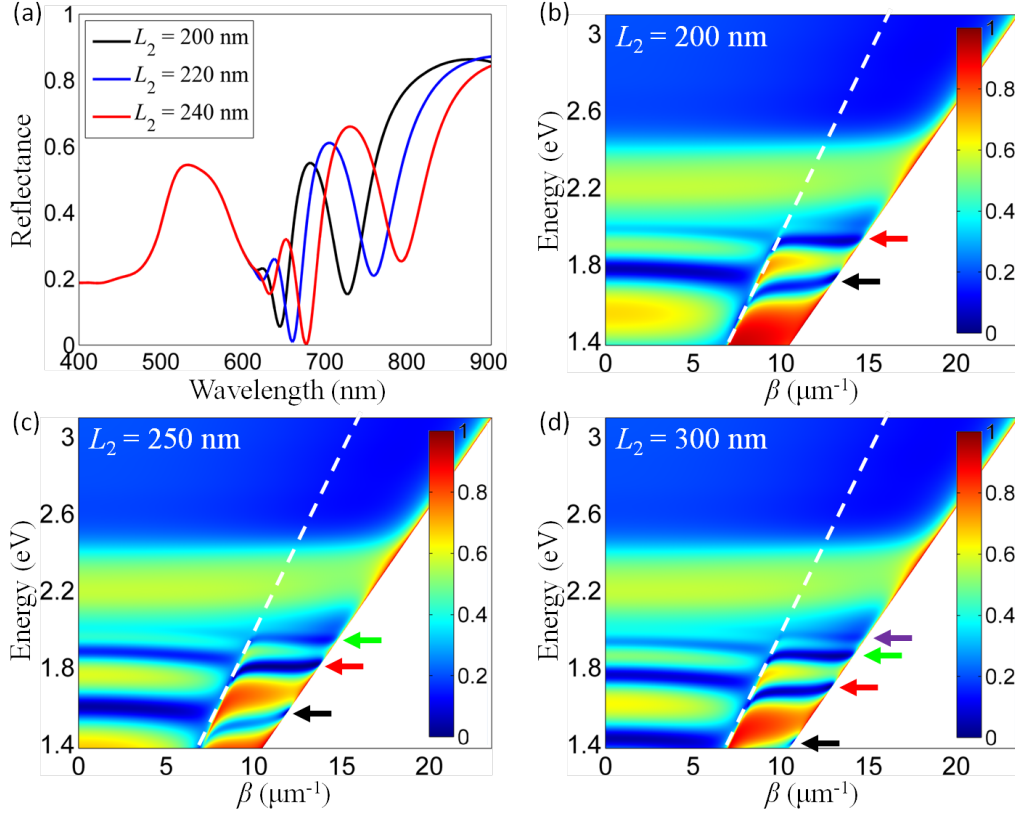 (a)
1
0.8
0.6
0.4
0.2
0
Reflectance
L2 = 200 nm
L2 = 220 nm
L2 = 240 nm
400 500 600 700 800 900
Wavelength (nm)
(b)
L2 = 200 nm
3
2.6
2.2
1.8
1.4
Energy (eV)
0 5 10 15 20
β (μm-1)
1
0.8
0.6
0.4
0.2
0
(c)
L2 = 250 nm
3
2.6
2.2
1.8
1.4
Energy (eV)
0 5 10 15 20
β (μm-1)
1
0.8
0.6
0.4
0.2
0
(d)
L2 = 300 nm
3
2.6
2.2
1.8
1.4
Energy (eV)
0 5 10 15 20
β (μm-1)
1
0.8
0.6
0.4
0.2
0